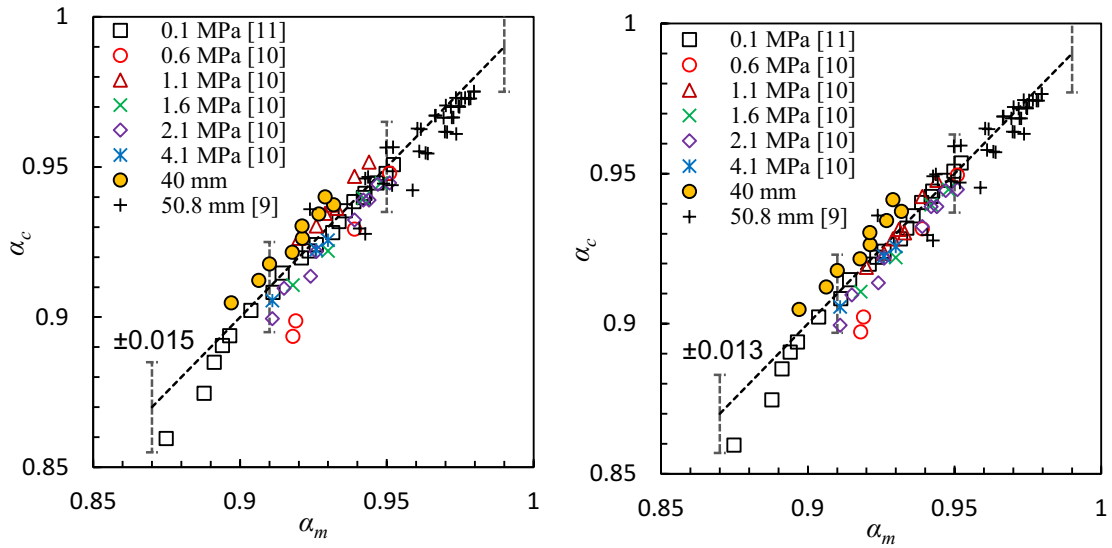 1
0.95
0.9
0.85
α_c
0.1 MPa [11]
0.6 MPa [10]
1.1 MPa [10]
1.6 MPa [10]
2.1 MPa [10]
4.1 MPa [10]
40 mm
50.8 mm [9]
±0.015
0.85
0.9
0.95
1
α_m
1
0.95
0.9
0.85
α_c
0.1 MPa [11]
0.6 MPa [10]
1.1 MPa [10]
1.6 MPa [10]
2.1 MPa [10]
4.1 MPa [10]
40 mm
50.8 mm [9]
±0.013
0.85
0.9
0.95
1
α_m